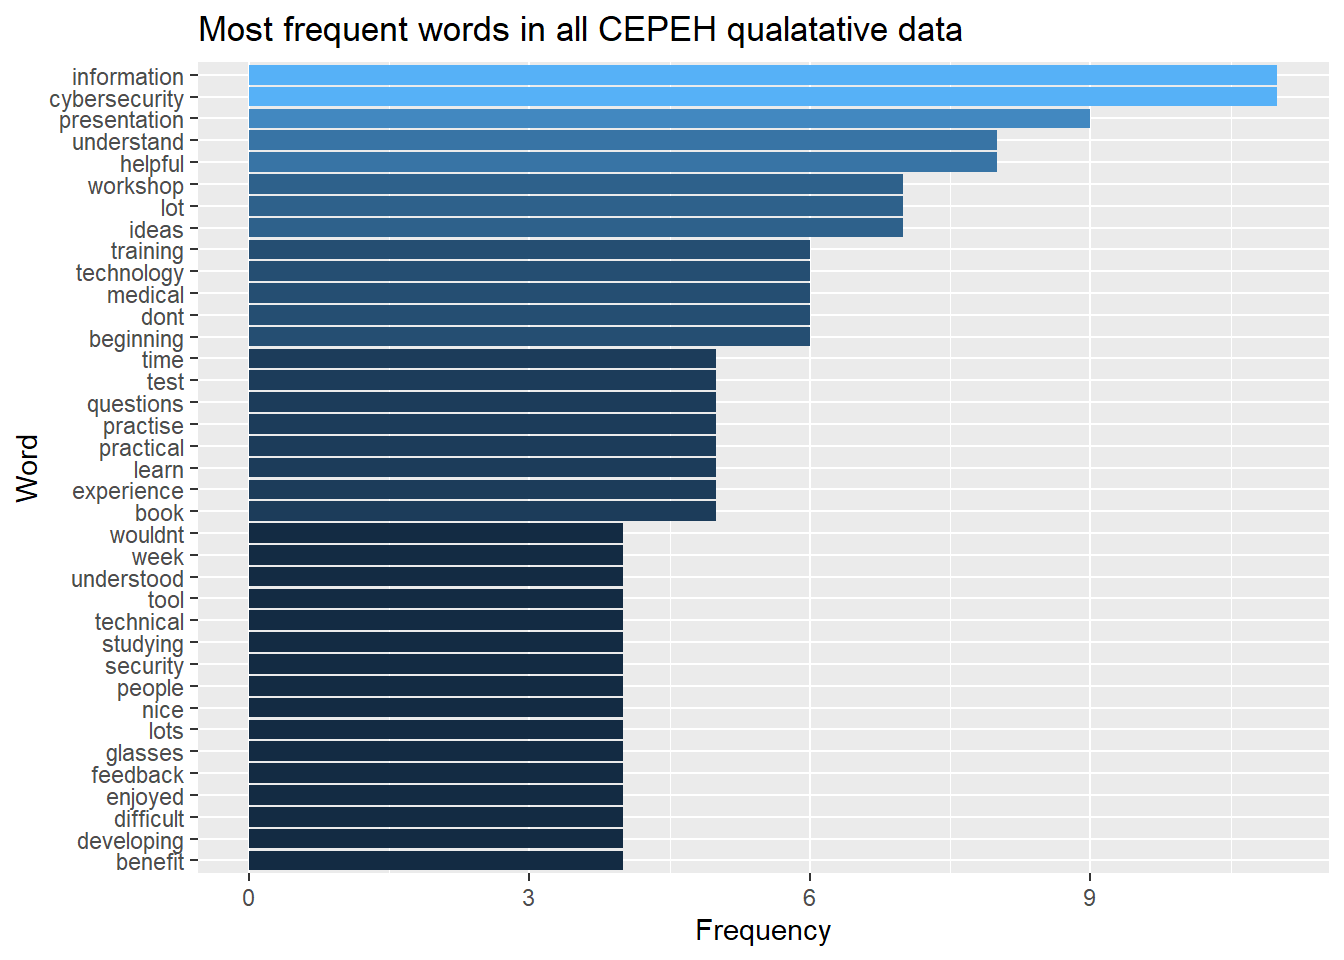 Most frequent words in all CEPEH qualatative data
information
cybersecurity
presentation
understand
helpful
workshop
lot
ideas
training
technology
medical
dont
beginning
time
test
questions
practise
practical
learn
experience
book
wouldnt
week
understood
tool
technical
studying
security
people
nice
lots
glasses
feedback
enjoyed
difficult
developing
benefit
Word
0 3 6 9
Frequency